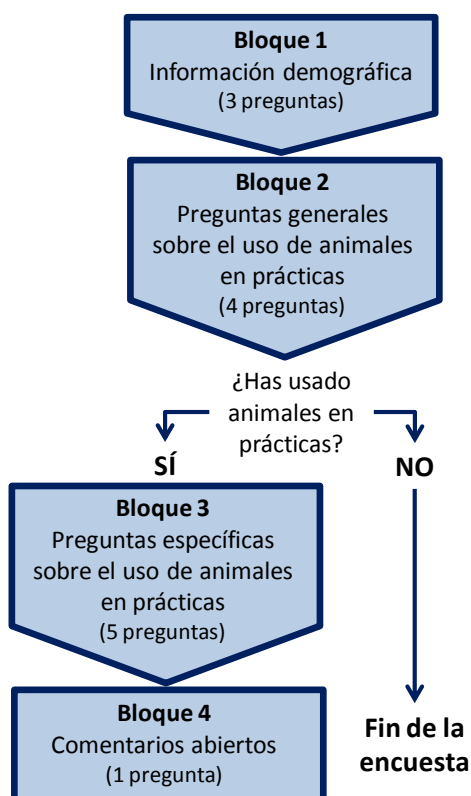 Bloque 1
Información demográfica
(3 preguntas)
Bloque 2
Preguntas generales
sobre el uso de animales
en prácticas
(4 preguntas)
¿Has usado
animales en
prácticas?
SÍ
NO
Bloque 3
Preguntas específicas
sobre el uso de animales
en prácticas
(5 preguntas)
Bloque 4
Comentarios abiertos
(1 pregunta)
Fin de la
encuesta